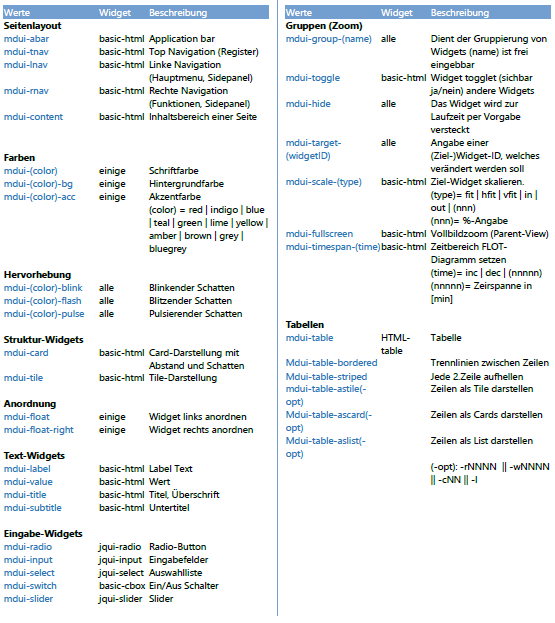 Werte Widget Beschreibung
Seitenlayout
mdui-abar basic-html Application bar
mdui-tnav basic-html Top Navigation (Register)
mdui-lnav basic-html Linke Navigation
(Hauptmenu, Sidepanel)
mdui-rnav basic-html Rechte Navigation
(Funktionen, Sidepanel)
mdui-content basic-html Inhaltsbereich einer Seite
Farben
mdui-(color) einige Schriftfarbe
mdui-(color)-bg einige Hintergrundfarbe
mdui-(color)-acc einige Akzentfarbe
(color) = red | indigo | blue
| teal | green | lime | yellow |
amber | brown | grey |
bluegrey
Hervorhebung
mdui-(color)-blink alle Blinkender Schatten
mdui-(color)-flash alle Blitzender Schatten
mdui-(color)-pulse alle Pulsierender Schatten
Struktur-Widgets
mdui-card basic-html Card-Darstellung mit
Abstand und Schatten
mdui-tile basic-html Tile-Darstellung
Anordnung
mdui-float einige Widget links anordnen
mdui-float-right einige Widget rechts anordnen
Text-Widgets
mdui-label basic-html Label Text
mdui-value basic-html Wert
mdui-title basic-html Titel, Überschrift
mdui-subtitle basic-html Untertitel
Eingabe-Widgets
mdui-radio jqui-radio Radio-Button
mdui-input jqui-input Eingabefelder
mdui-select jqui-select Auswahlliste
mdui-switch basic-cbox Ein/Aus Schalter
mdui-slider jqui-slider Slider
Werte Widget Beschreibung
Gruppen (Zoom)
mdui-group-(name) alle Dient der Gruppierung von
Widgets (name) ist frei
eingebbar
mdui-toggle basic-html Widget togglet (sichbar
ja/nein) andere Widgets
mdui-hide alle Das Widget wird zur
Laufzeit per Vorgabe
versteckt
mdui-target- alle Angabe einer
(widgetID) (Ziel-)Widget-ID, welches
verändert werden soll
mdui-scale-(type) basic-html Ziel-Widget skalieren.
(type)= fit | hfit | vfit | in |
out | (nnn)
(nnn)= %-Angabe
mdui-fullscreen basic-html Vollbildzoom (Parent-View)
mdui-timespan-(time) basic-html Zeitbereich FLOT-
Diagramm setzen
(time)= inc | dec | (nnnnn)
(nnnnn)= Zeirspanne in
[min]
Tabellen
mdui-table HTML- Tabelle
table
Mdui-table-bordered Trennlinien zwischen Zeilen
Mdui-table-striped Jede 2.Zeile aufhellen
mdui-table-astile(- Zeilen als Tile darstellen
opt)
Mdui-table-ascard(- Zeilen als Cards darstellen
opt)
Mdui-table-aslist(- Zeilen als List darstellen
opt)
(-opt): -rNNNN || -wNNNN
|| -cNN || -l